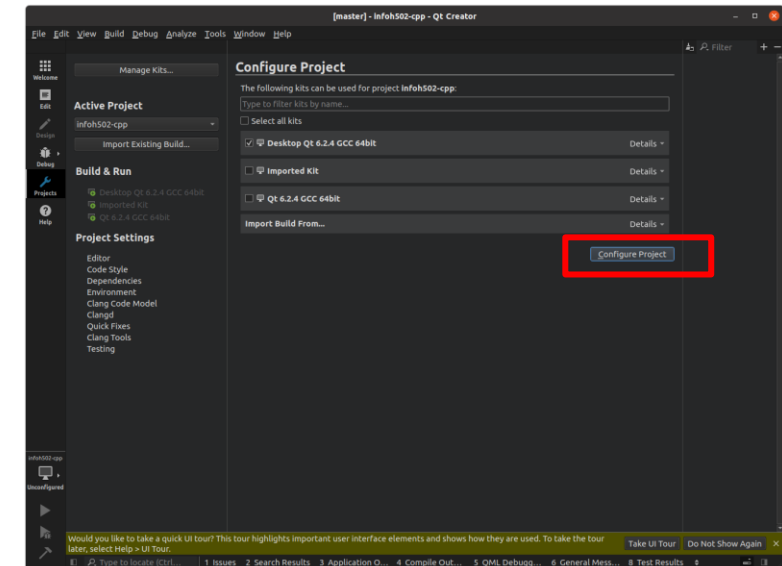 [master] - infoh502-cpp - Qt Creator
File Edit View Build Debug Analyze Tools Window Help
Filter
Welcome
Edit
Design
Debug
Projects
Help
Manage Kits...
Active Project
infoh502-cpp
Import Existing Build...
Build & Run
Desktop Qt 6.2.4 GCC 64bit
Imported Kit
Qt 6.2.4 GCC 64bit
Project Settings
Editor
Code Style
Dependencies
Environment
Clang Code Model
Clangd
Quick Fixes
Clang Tools
Testing
Configure Project
The following kits can be used for project infoh502-cpp:
Type to filter kits by name...
Select all kits
Desktop Qt 6.2.4 GCC 64bit Details
Imported Kit Details
Qt 6.2.4 GCC 64bit Details
Import Build From... Details
Configure Project
infoh502-cpp
Unconfigured
Would you like to take a quick UI tour? This tour highlights important user interface elements and shows how they are used. To take the tour
later, select Help > UI Tour.
Take UI Tour Do Not Show Again
Type to locate (Ctrl... 1 Issues 2 Search Results 3 Application O... 4 Compile Out... 5 QML Debugg... 6 General Mess... 8 Test Results